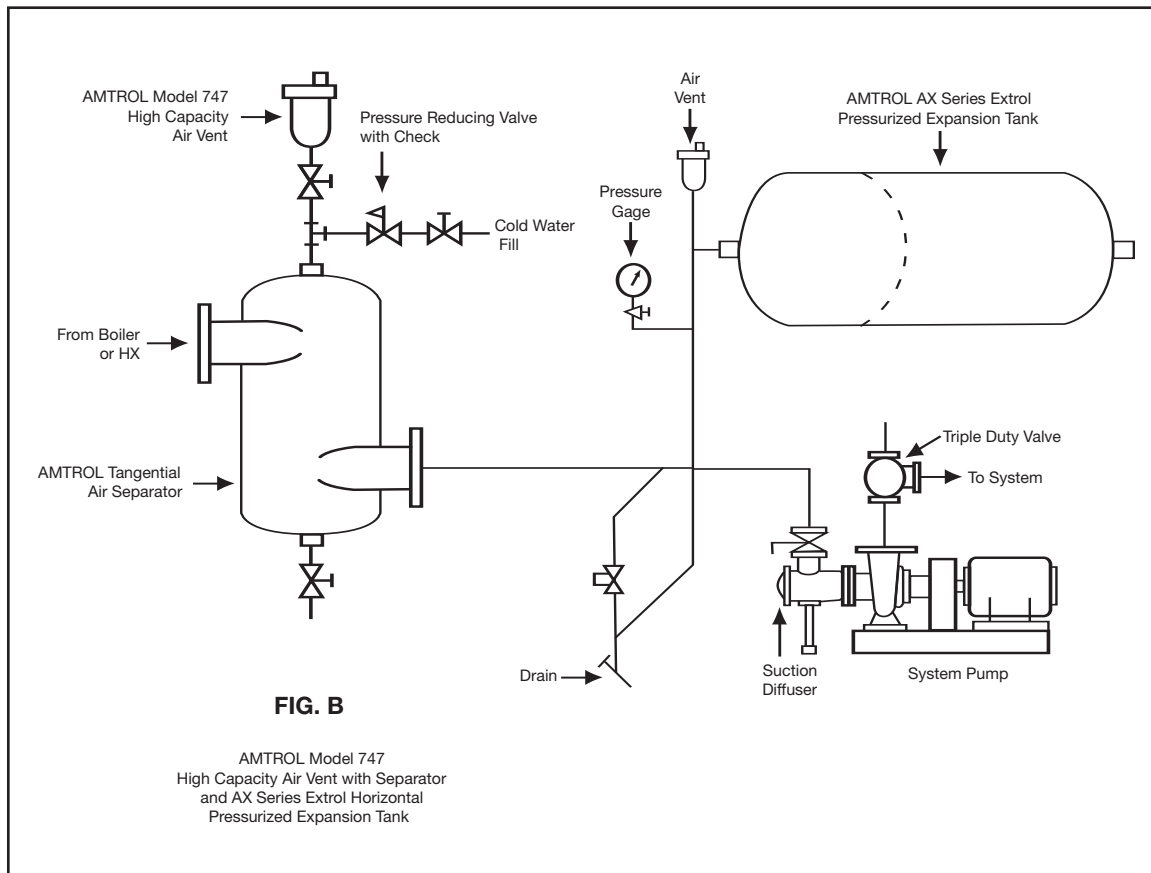 AMTROL Model 747
High Capacity
Air Vent
Pressure Reducing Valve
with Check
Cold Water
Fill
Air
Vent
AMTROL AX Series Extrol
Pressurized Expansion Tank
Pressure
Gage
From Boiler
or HX
AMTROL Tangential
Air Separator
Triple Duty Valve
To System
Drain
Suction
Diffuser
System Pump
FIG. B
AMTROL Model 747
High Capacity Air Vent with Separator
and AX Series Extrol Horizontal
Pressurized Expansion Tank